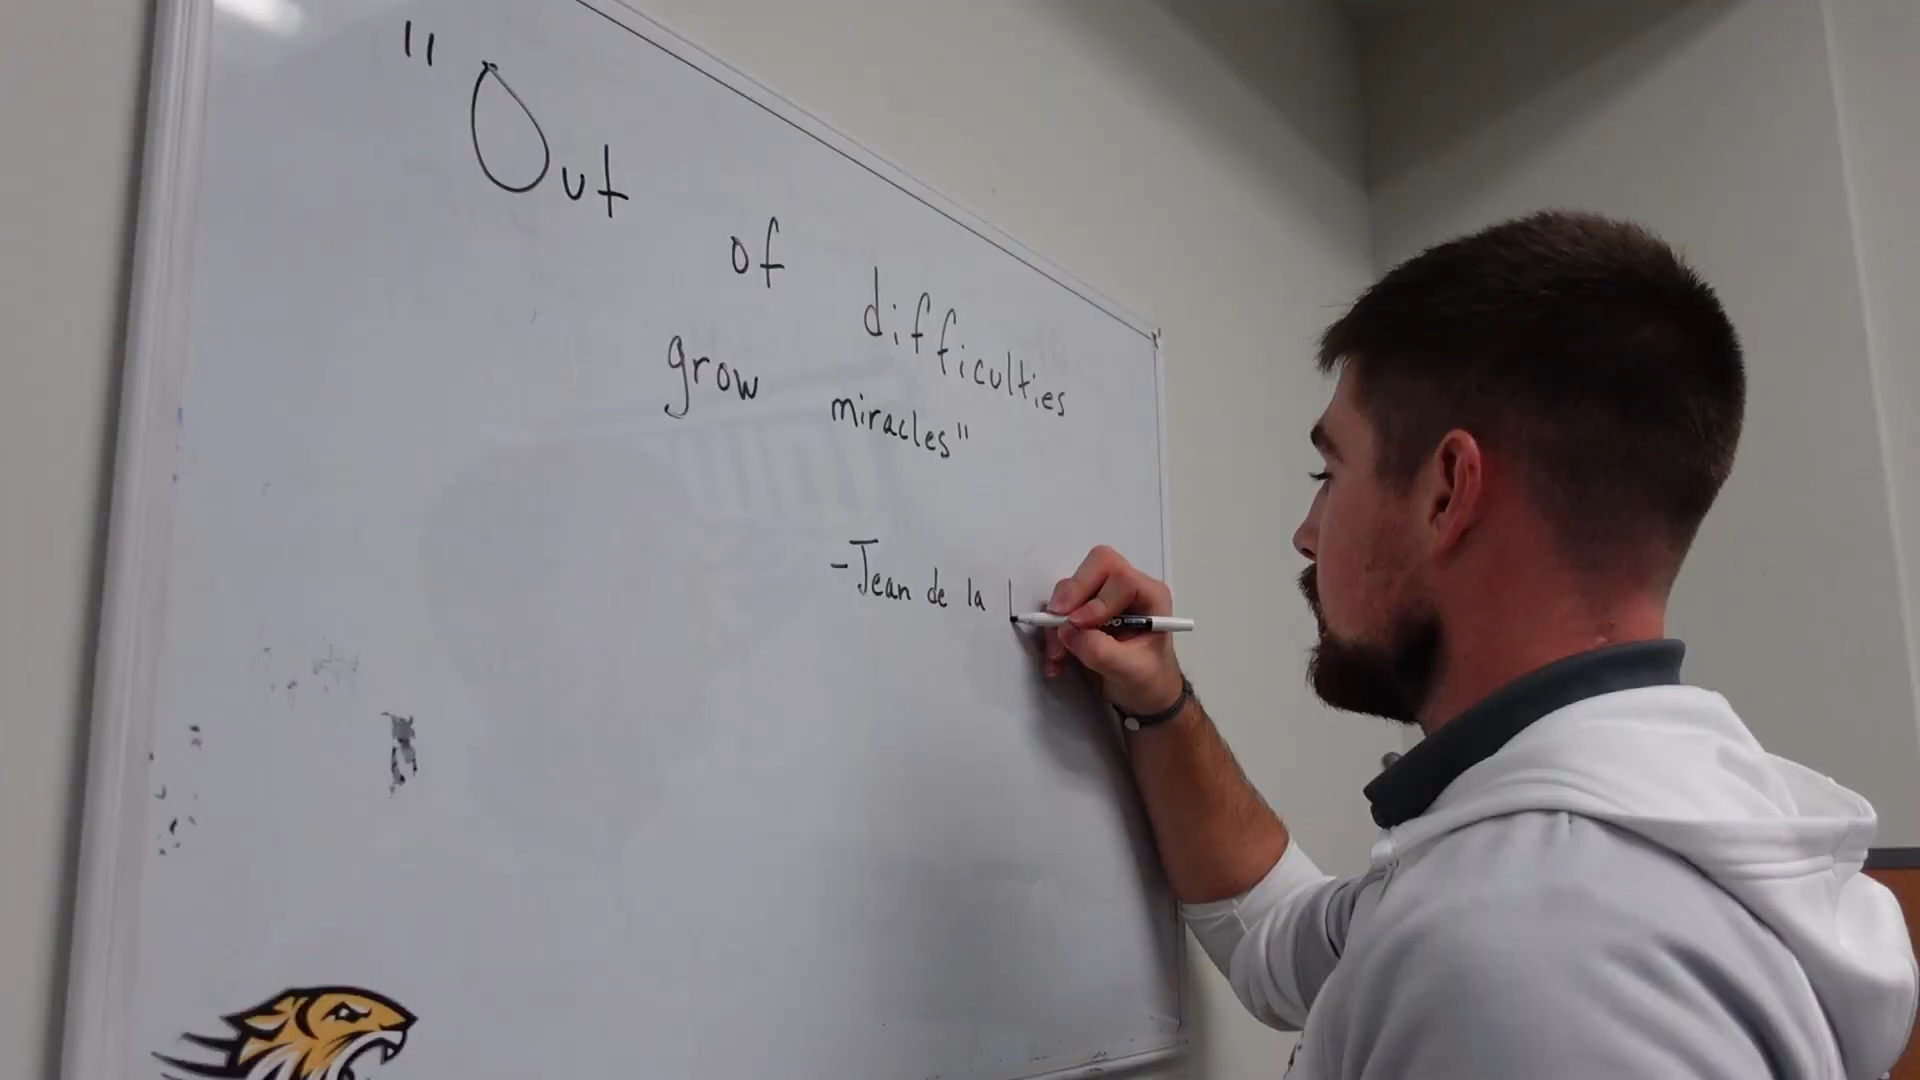 "Out of difficulties
grow miracles"
-Jean de la